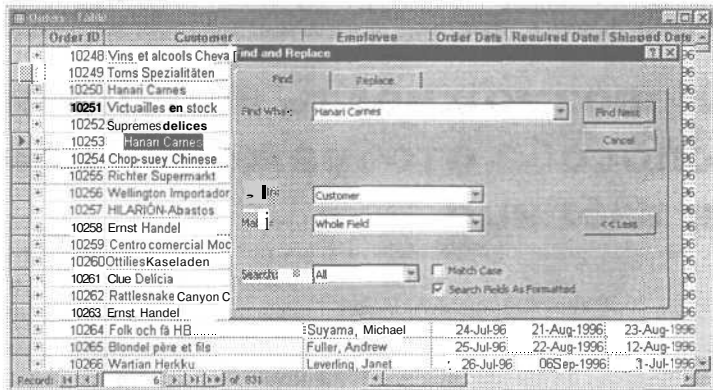 Orders : Table
Order ID Customer Employee Order Date Required Date Shipped Date
10248 Vins et alcools Cheva
10249 Toms Spezialitäten
10250 Hanari Carnes
10251 Victuailles en stock
10252 Supremes delices
10253 Hanari Carnes
10254 Chop-suey Chinese
10255 Richter Supermarkt
10256 Wellington Importador
10257 HILARIÓN-Abastos
10258 Ernst Handel
10259 Centro comercial Moc
10260 Ottilies Kaseladen
10261 Clue Delícia
10262 Rattlesnake Canyon C
10263 Ernst Handel
10264 Folk och fä HB Suyama, Michael 24-Jul-96 21-Aug-1996 23-Aug-1996
10265 Blondel père et fils Fuller, Andrew 25-Jul-96 22-Aug-1996 12-Aug-1996
10266 Wartian Herkku Leverling, Janet 26-Jul-96 06Sep-1996 1-Jul-1996
Record: 6 of 831
Find and Replace
Find Replace
Find What: Hanari Carnes Find Next
Cancel
In: Customer
Whole Field << Less
Search: All Match Case
Search Fields As Formatted